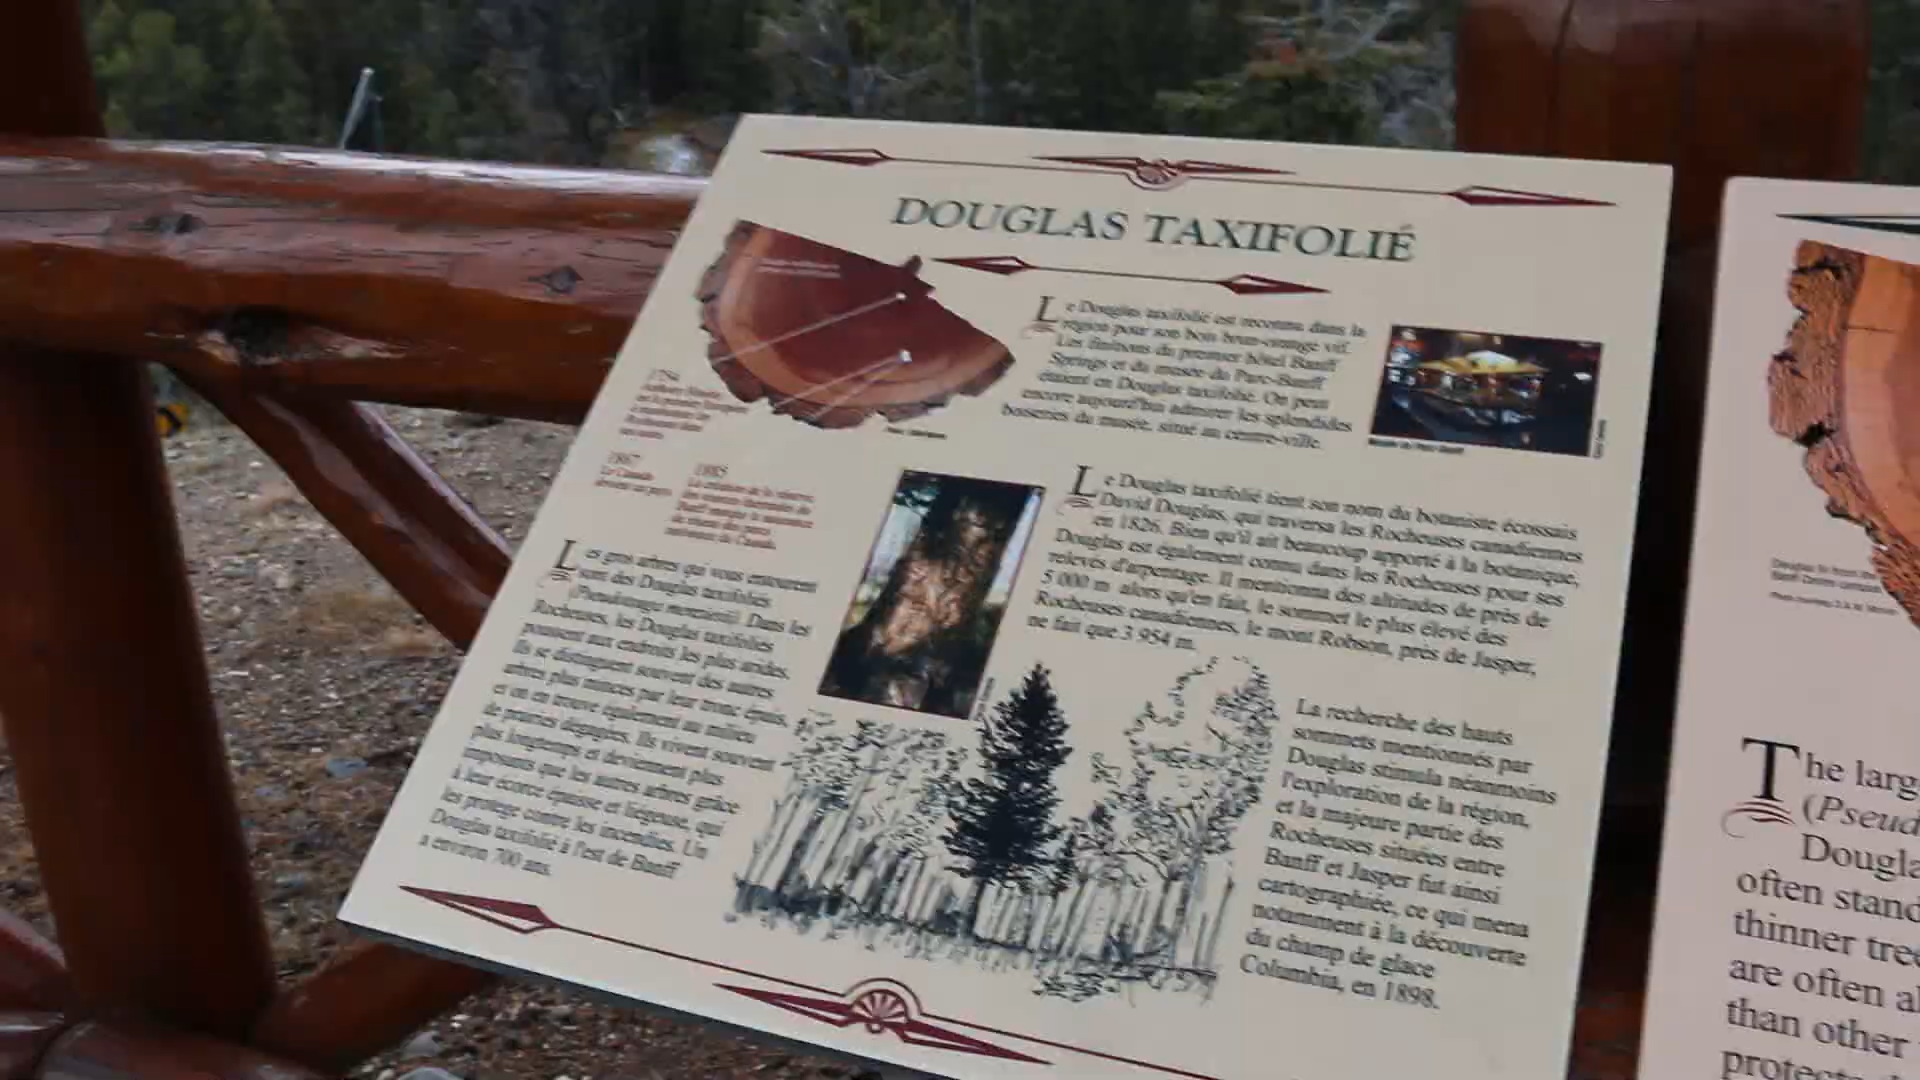 DOUGLAS TAXIFOLIÉ
Le Douglas taxifolié est reconnu dans la
région pour son bois brun-orangé vif.
Les finitions du premier hôtel Banff
Springs et du musée du Parc-Banff
étaient en Douglas taxifolié. On peut
encore aujourd'hui admirer les splendides
boiseries du musée, situé au centre-ville.
1754
1867
Le Canada
devient un pays.
1885
Les gros arbres qui vous entourent
sont des Douglas taxifoliés
(Pseudotsuga menziesii). Dans les
Rocheuses, les Douglas taxifoliés
poussent aux endroits les plus arides.
Ils se distinguent souvent des autres
arbres plus minces par leur tronc épais,
et on en trouve également au milieu
de prairies dégagées. Ils vivent souvent
plus longtemps et deviennent plus
imposants que les autres arbres grâce
à leur écorce épaisse et liégeuse, qui
les protège contre les incendies. Un
Douglas taxifolié à l'est de Banff
a environ 700 ans.
Le Douglas taxifolié tient son nom du botaniste écossais
David Douglas, qui traversa les Rocheuses canadiennes
en 1826. Bien qu'il ait beaucoup apporté à la botanique,
Douglas est également connu dans les Rocheuses pour ses
relevés d'arpentage. Il mentionna des altitudes de près de
5 000 m alors qu'en fait, le sommet le plus élevé des
Rocheuses canadiennes, le mont Robson, près de Jasper,
ne fait que 3 954 m.
La recherche des hauts
sommets mentionnés par
Douglas stimula néanmoins
l'exploration de la région,
et la majeure partie des
Rocheuses situées entre
Banff et Jasper fut ainsi
cartographiée, ce qui mena
notamment à la découverte
du champ de glace
Columbia, en 1898.
The larg
(Pseud
Dougla
often stand
thinner tree
are often al
than other
protecte